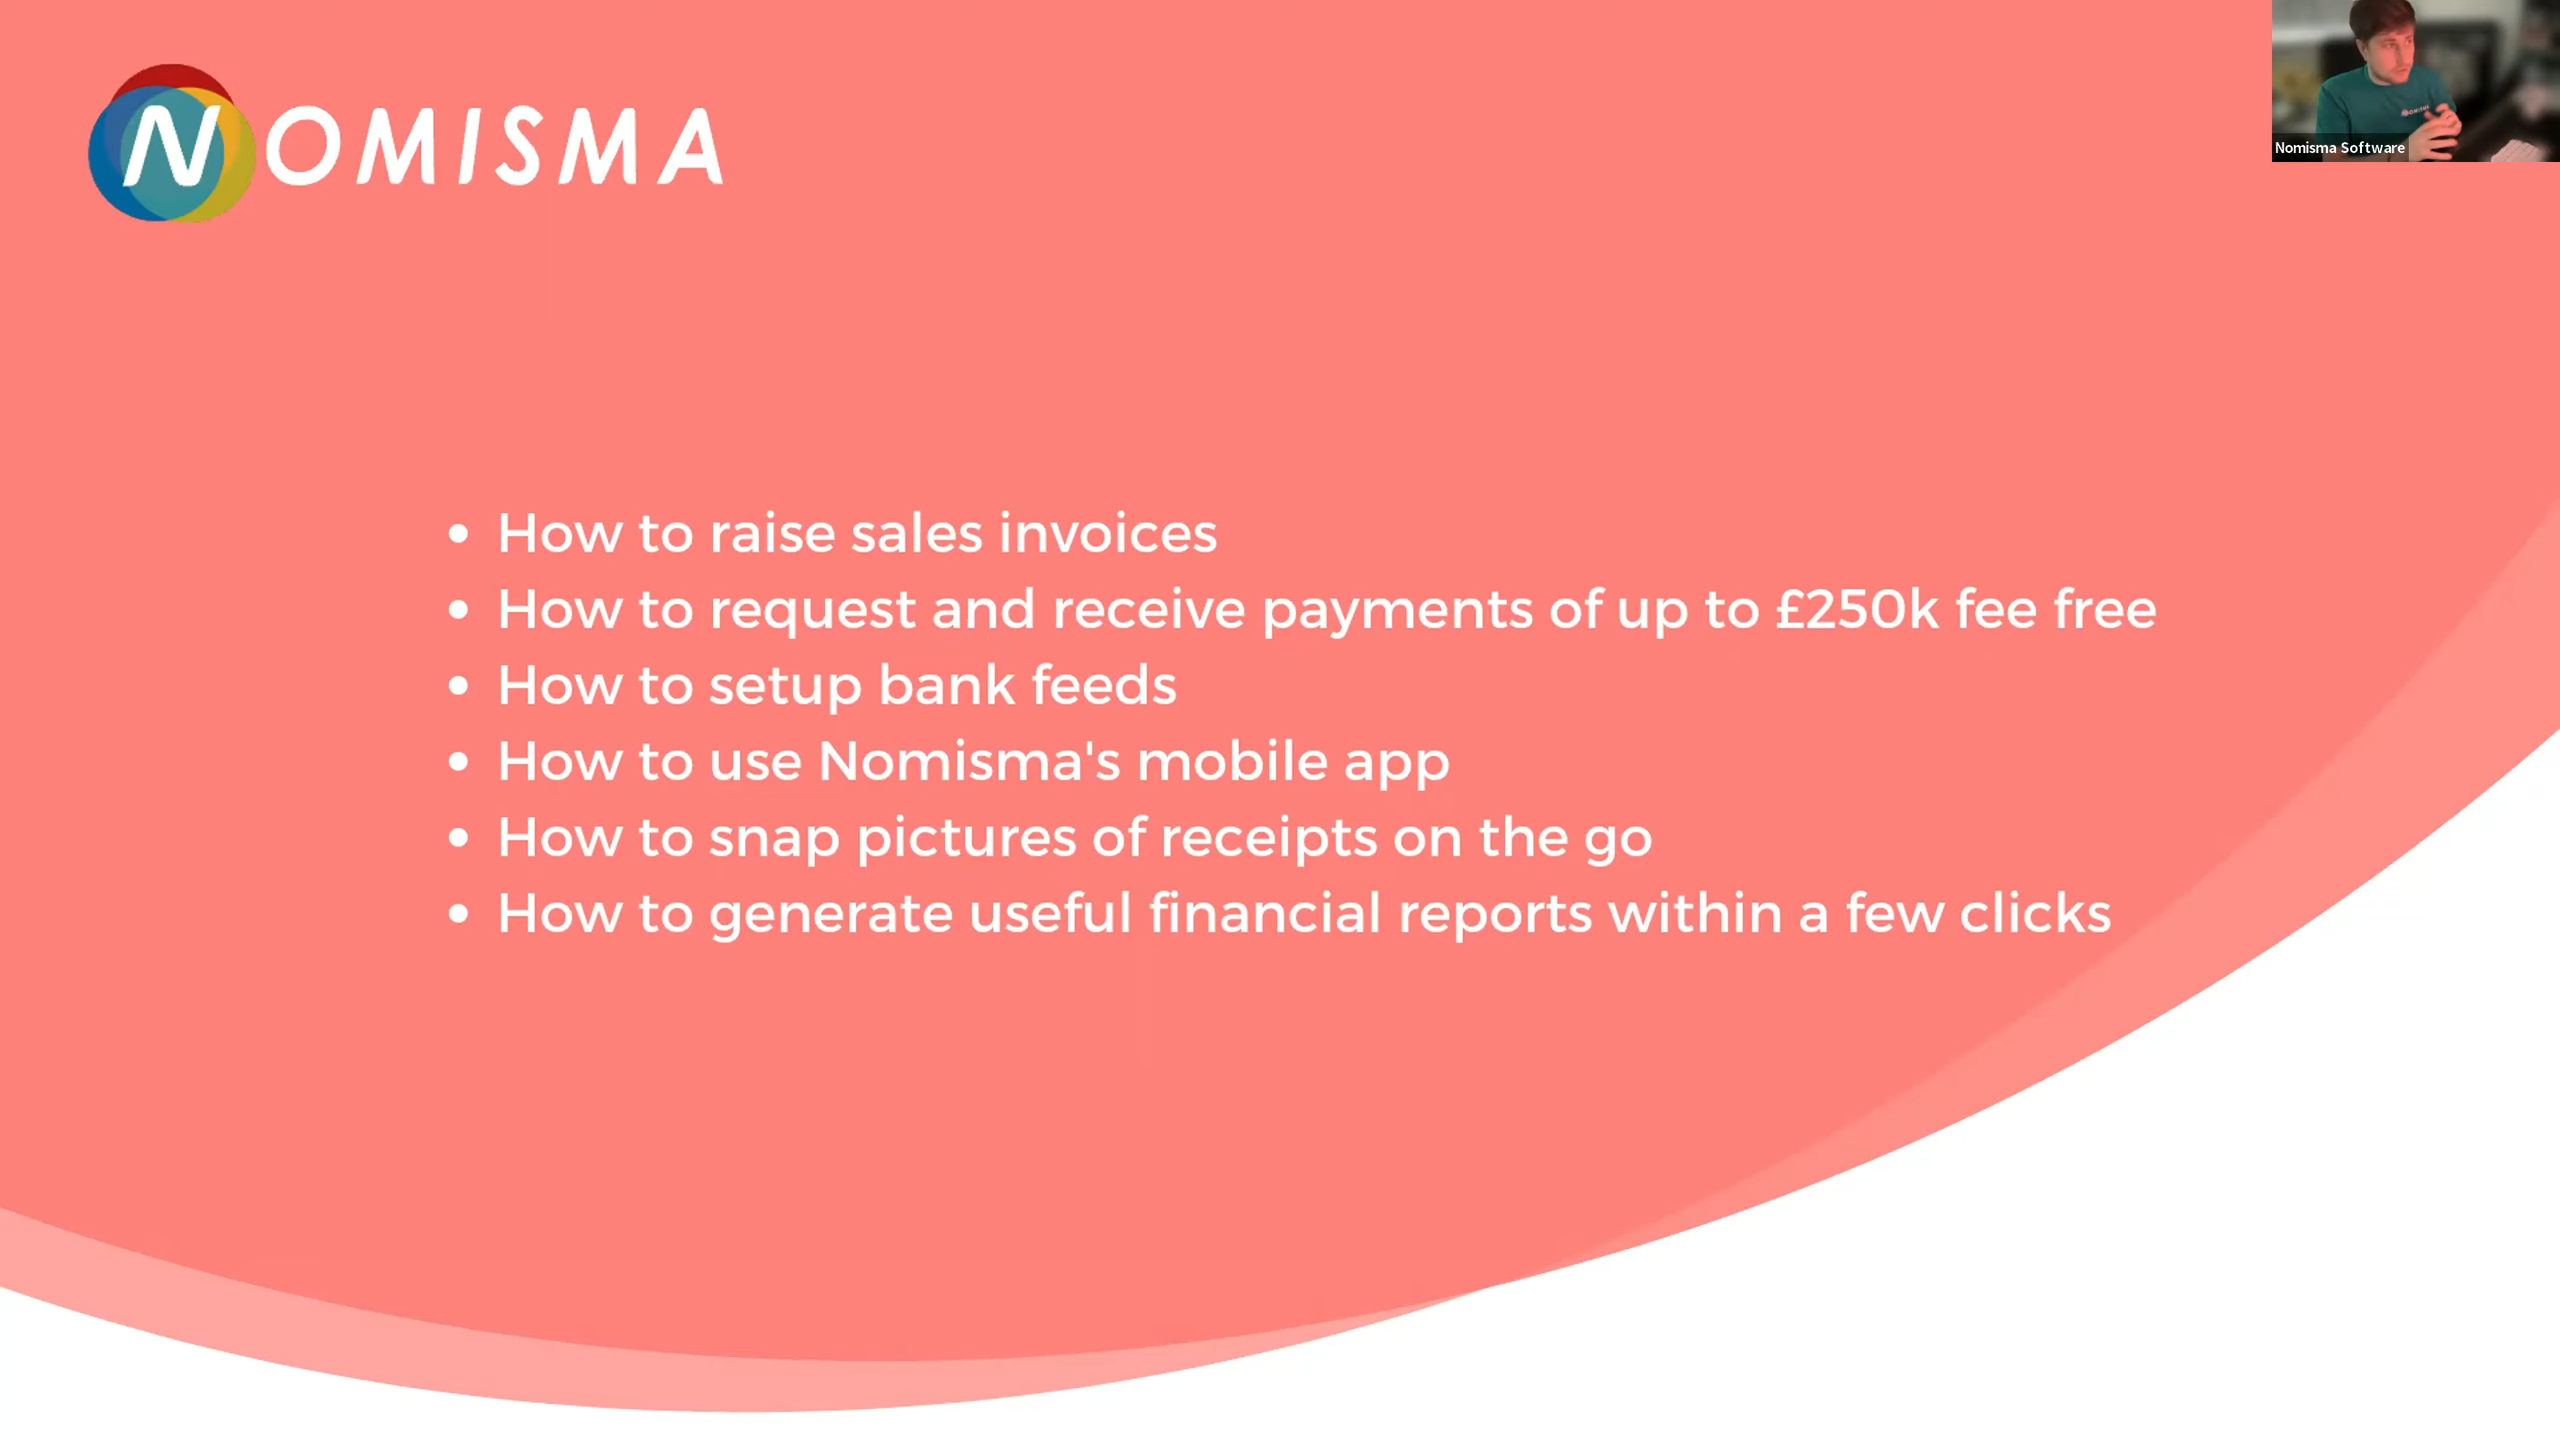 NOMISMA
Nomisma Software
• How to raise sales invoices
• How to request and receive payments of up to £250k fee free
• How to setup bank feeds
• How to use Nomisma's mobile app
• How to snap pictures of receipts on the go
• How to generate useful financial reports within a few clicks